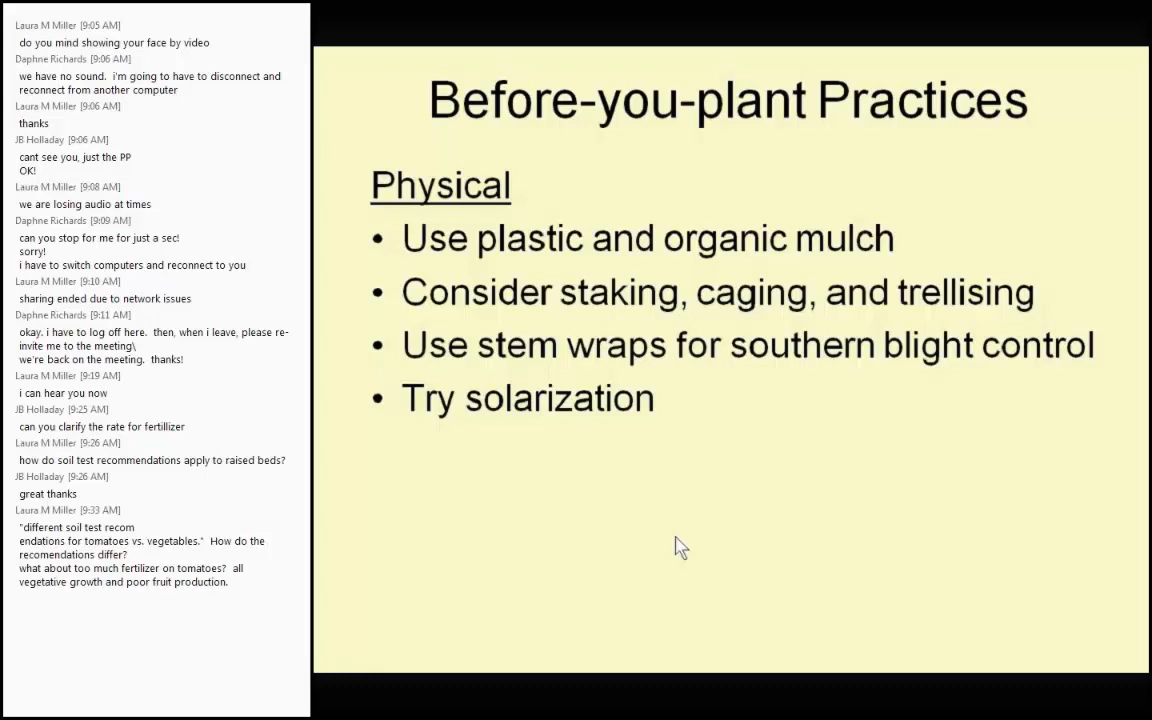 Laura M Miller [9:05 AM]
do you mind showing your face by video
Daphne Richards [9:06 AM]
we have no sound. i'm going to have to disconnect and
reconnect from another computer
Laura M Miller [9:06 AM]
thanks
JB Holladay [9:06 AM]
cant see you, just the PP
OK!
Laura M Miller [9:08 AM]
we are losing audio at times
Daphne Richards [9:09 AM]
can you stop for me for just a sec!
sorry!
i have to switch computers and reconnect to you
Laura M Miller [9:10 AM]
sharing ended due to network issues
Daphne Richards [9:11 AM]
okay. i have to log off here. then, when i leave, please re-
invite me to the meeting\
we're back on the meeting. thanks!
Laura M Miller [9:19 AM]
i can hear you now
JB Holladay [9:25 AM]
can you clarify the rate for fertillizer
Laura M Miller [9:26 AM]
how do soil test recommendations apply to raised beds?
JB Holladay [9:26 AM]
great thanks
Laura M Miller [9:33 AM]
"different soil test recom
endations for tomatoes vs. vegetables." How do the
recomendations differ?
what about too much fertilizer on tomatoes? all
vegetative growth and poor fruit production.
Before-you-plant Practices
Physical
• Use plastic and organic mulch
• Consider staking, caging, and trellising
• Use stem wraps for southern blight control
• Try solarization